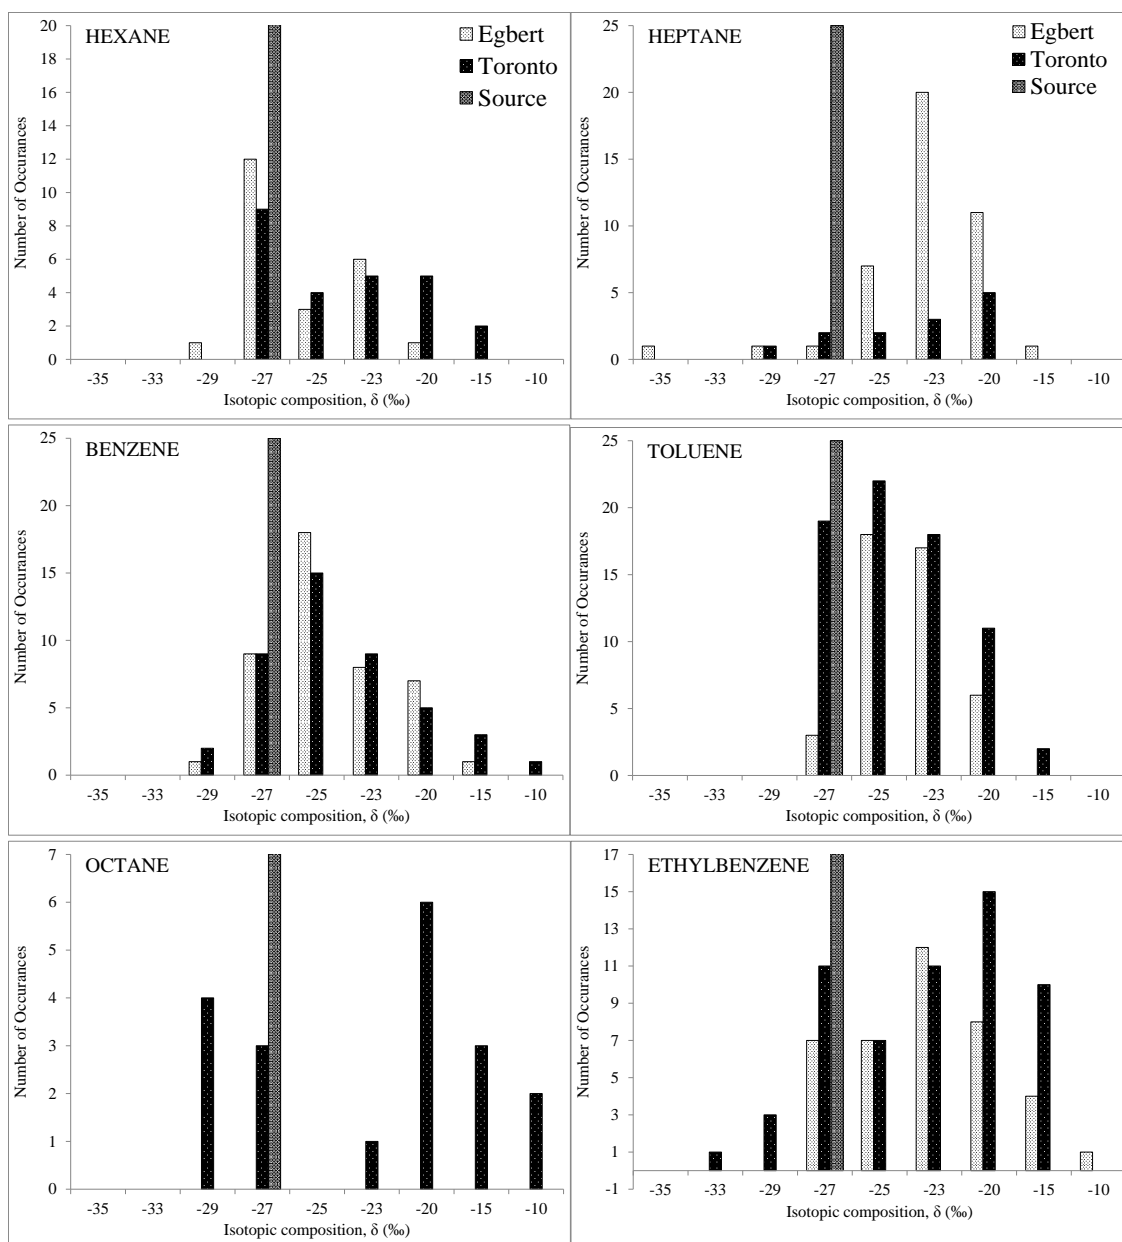 HEXANE
Egbert
Toronto
Source
Number of Occurances
20
18
16
14
12
10
8
6
4
2
0
-35 -33 -29 -27 -25 -23 -20 -15 -10
Isotopic composition, δ (‰)
HEPTANE
Egbert
Toronto
Source
Number of Occurances
25
20
15
10
5
0
-35 -33 -29 -27 -25 -23 -20 -15 -10
Isotopic composition, δ (‰)
BENZENE
Number of Occurances
25
20
15
10
5
0
-35 -33 -29 -27 -25 -23 -20 -15 -10
Isotopic composition, δ (‰)
TOLUENE
Number of Occurances
25
20
15
10
5
0
-35 -33 -29 -27 -25 -23 -20 -15 -10
Isotopic composition, δ (‰)
OCTANE
Number of Occurances
7
6
5
4
3
2
1
0
-35 -33 -29 -27 -25 -23 -20 -15 -10
Isotopic composition, δ (‰)
ETHYLBENZENE
Number of Occurances
17
15
13
11
9
7
5
3
1
-1
-35 -33 -29 -27 -25 -23 -20 -15 -10
Isotopic composition, δ (‰)